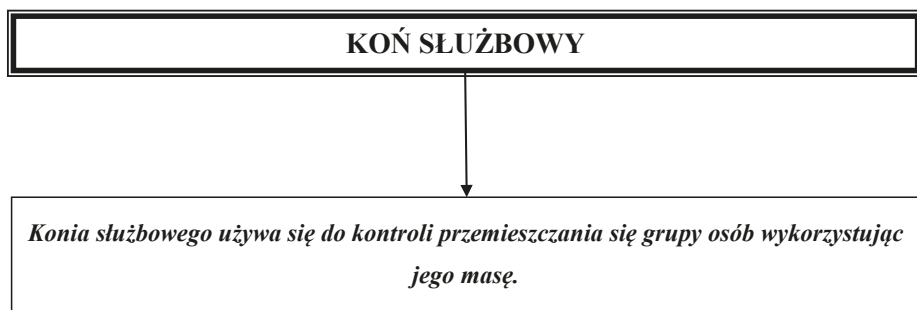 KOŃ SŁUŻBOWY
Konia służbowego używa się do kontroli przemieszczania się grupy osób wykorzystując
jego masę.